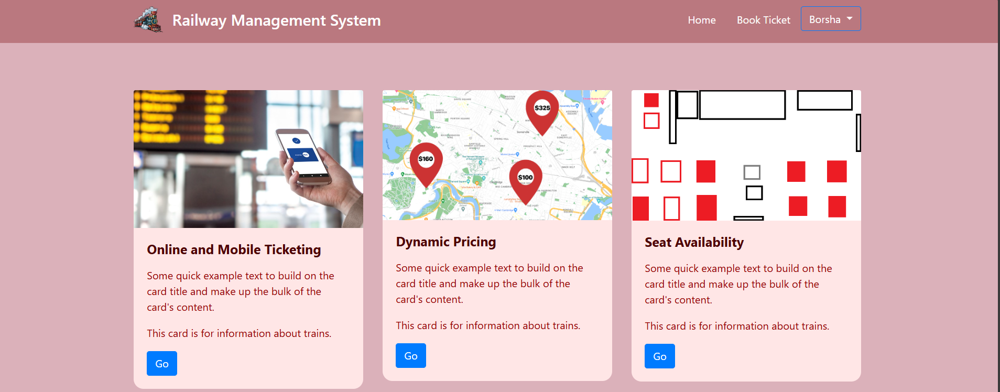 Railway Management System
Home
Book Ticket
Borsha
$325
$160
$100
Online and Mobile Ticketing
Some quick example text to build on the
card title and make up the bulk of the
card's content.
This card is for information about trains.
Go
Dynamic Pricing
Some quick example text to build on the
card title and make up the bulk of the
card's content.
This card is for information about trains.
Go
Seat Availability
Some quick example text to build on the
card title and make up the bulk of the
card's content.
This card is for information about trains.
Go